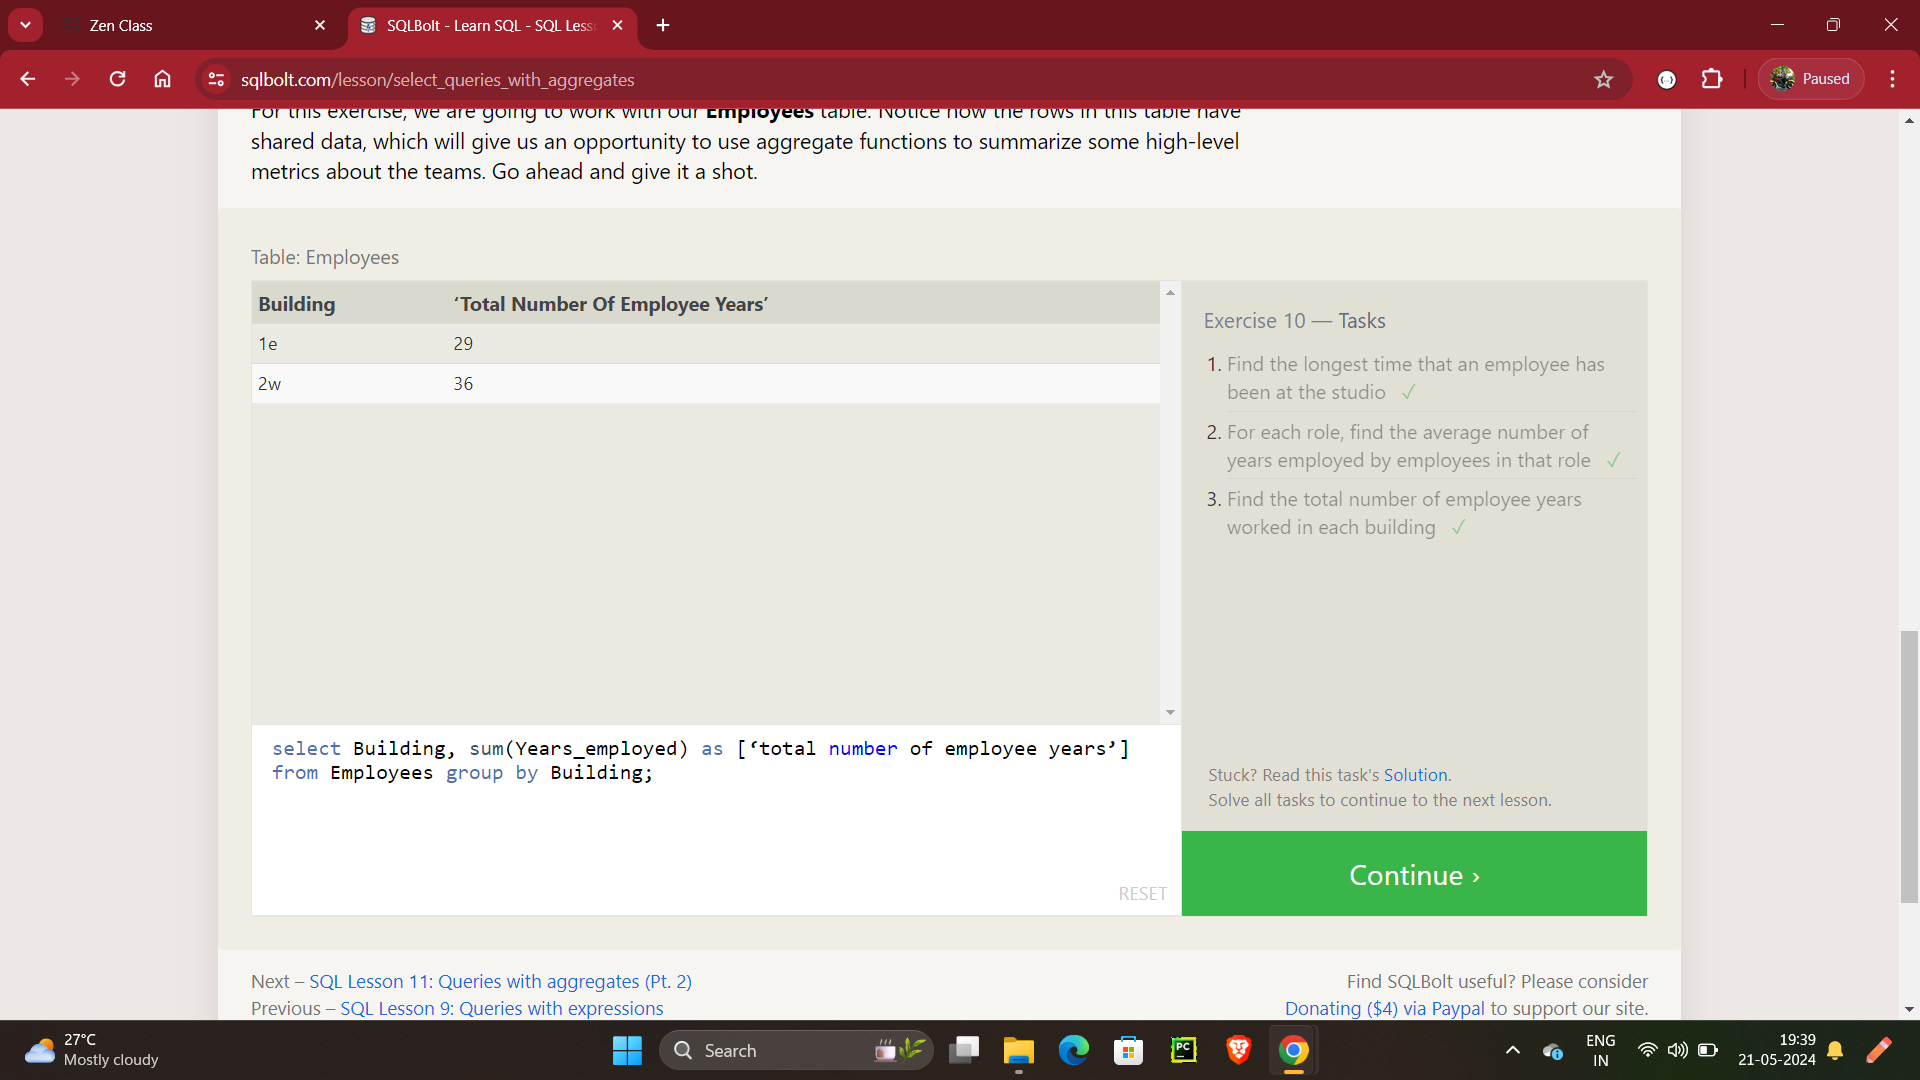 Zen Class
SQLBolt - Learn SQL - SQL Less
sqlbolt.com/lesson/select_queries_with_aggregates
Paused
For this exercise, we are going to work with our Employees table. Notice how the rows in this table have
shared data, which will give us an opportunity to use aggregate functions to summarize some high-level
metrics about the teams. Go ahead and give it a shot.
Table: Employees
Building ‘Total Number Of Employee Years’
1e 29
2w 36
select Building, sum(Years_employed) as [‘total number of employee years’]
from Employees group by Building;
RESET
Exercise 10 — Tasks
1. Find the longest time that an employee has
been at the studio ✓
2. For each role, find the average number of
years employed by employees in that role ✓
3. Find the total number of employee years
worked in each building ✓
Stuck? Read this task's Solution.
Solve all tasks to continue to the next lesson.
Continue ›
Next – SQL Lesson 11: Queries with aggregates (Pt. 2)
Previous – SQL Lesson 9: Queries with expressions
Find SQLBolt useful? Please consider
Donating ($4) via Paypal to support our site.
27°C
Mostly cloudy
Search
PC
ENG
IN
19:39
21-05-2024